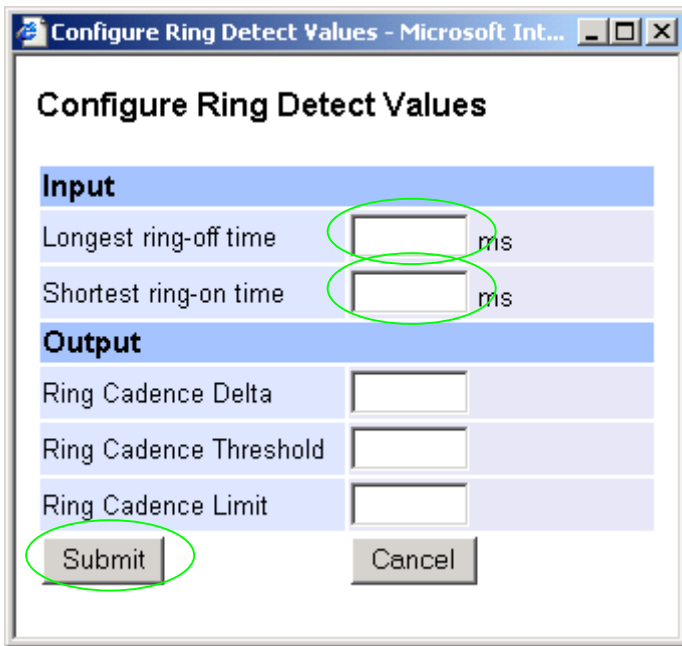 Configure Ring Detect Values - Microsoft Int...
Configure Ring Detect Values
Input
Longest ring-off time ms
Shortest ring-on time ms
Output
Ring Cadence Delta
Ring Cadence Threshold
Ring Cadence Limit
Submit Cancel